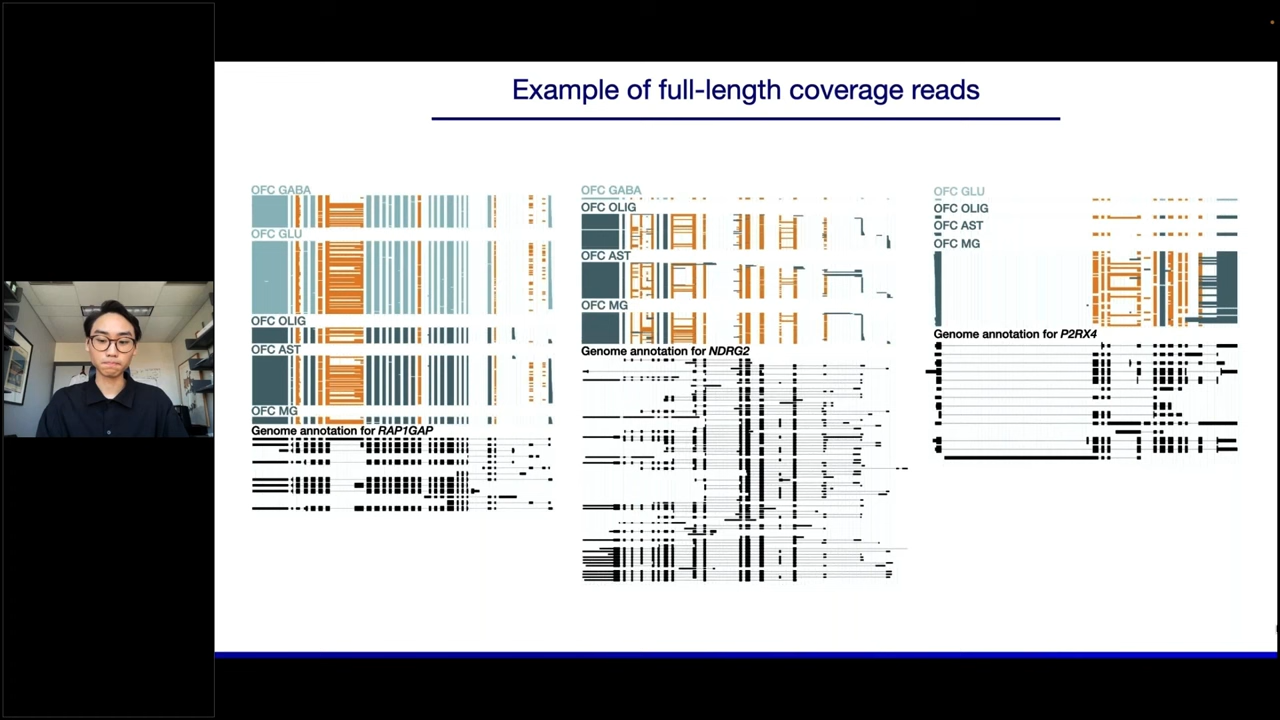 Example of full-length coverage reads
OFC GABA
OFC GLU
OFC OLIG
OFC AST
OFC MG
Genome annotation for RAP1GAP
OFC GABA
OFC OLIG
OFC AST
OFC MG
Genome annotation for NDRG2
OFC GLU
OFC OLIG
OFC AST
OFC MG
Genome annotation for P2RX4